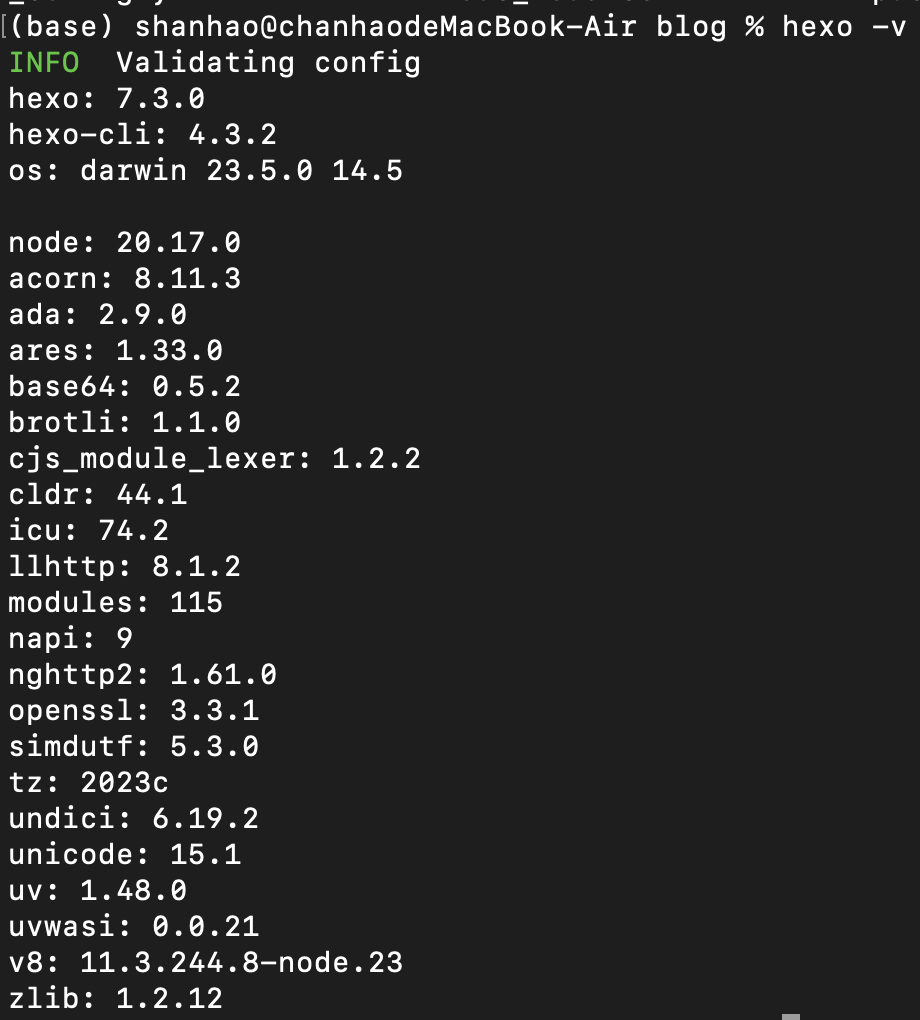 [(base) shanhao@chanhaodeMacBook-Air blog % hexo -v
INFO  Validating config
hexo: 7.3.0
hexo-cli: 4.3.2
os: darwin 23.5.0 14.5

node: 20.17.0
acorn: 8.11.3
ada: 2.9.0
ares: 1.33.0
base64: 0.5.2
brotli: 1.1.0
cjs_module_lexer: 1.2.2
cldr: 44.1
icu: 74.2
llhttp: 8.1.2
modules: 115
napi: 9
nghttp2: 1.61.0
openssl: 3.3.1
simdutf: 5.3.0
tz: 2023c
undici: 6.19.2
unicode: 15.1
uv: 1.48.0
uvwasi: 0.0.21
v8: 11.3.244.8-node.23
zlib: 1.2.12